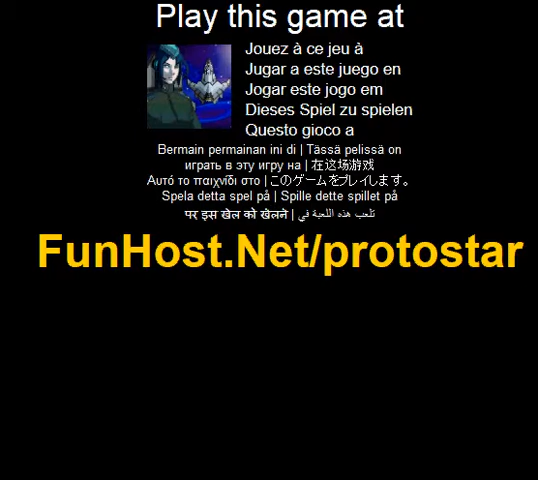 Play this game at
Jouez à ce jeu à
Jugar a este juego en
Jogar este jogo em
Dieses Spiel zu spielen
Questo gioco a
Bermain permainan ini di | Tässä pelissä on
играть в эту игру на | 在这场游戏
Αυτό το παιχνίδι στο | このゲームをプレイします。
Spela detta spel på | Spille dette spillet på
पर इस खेल को खेलने | تلعب هذه اللعبة في
FunHost.Net/protostar